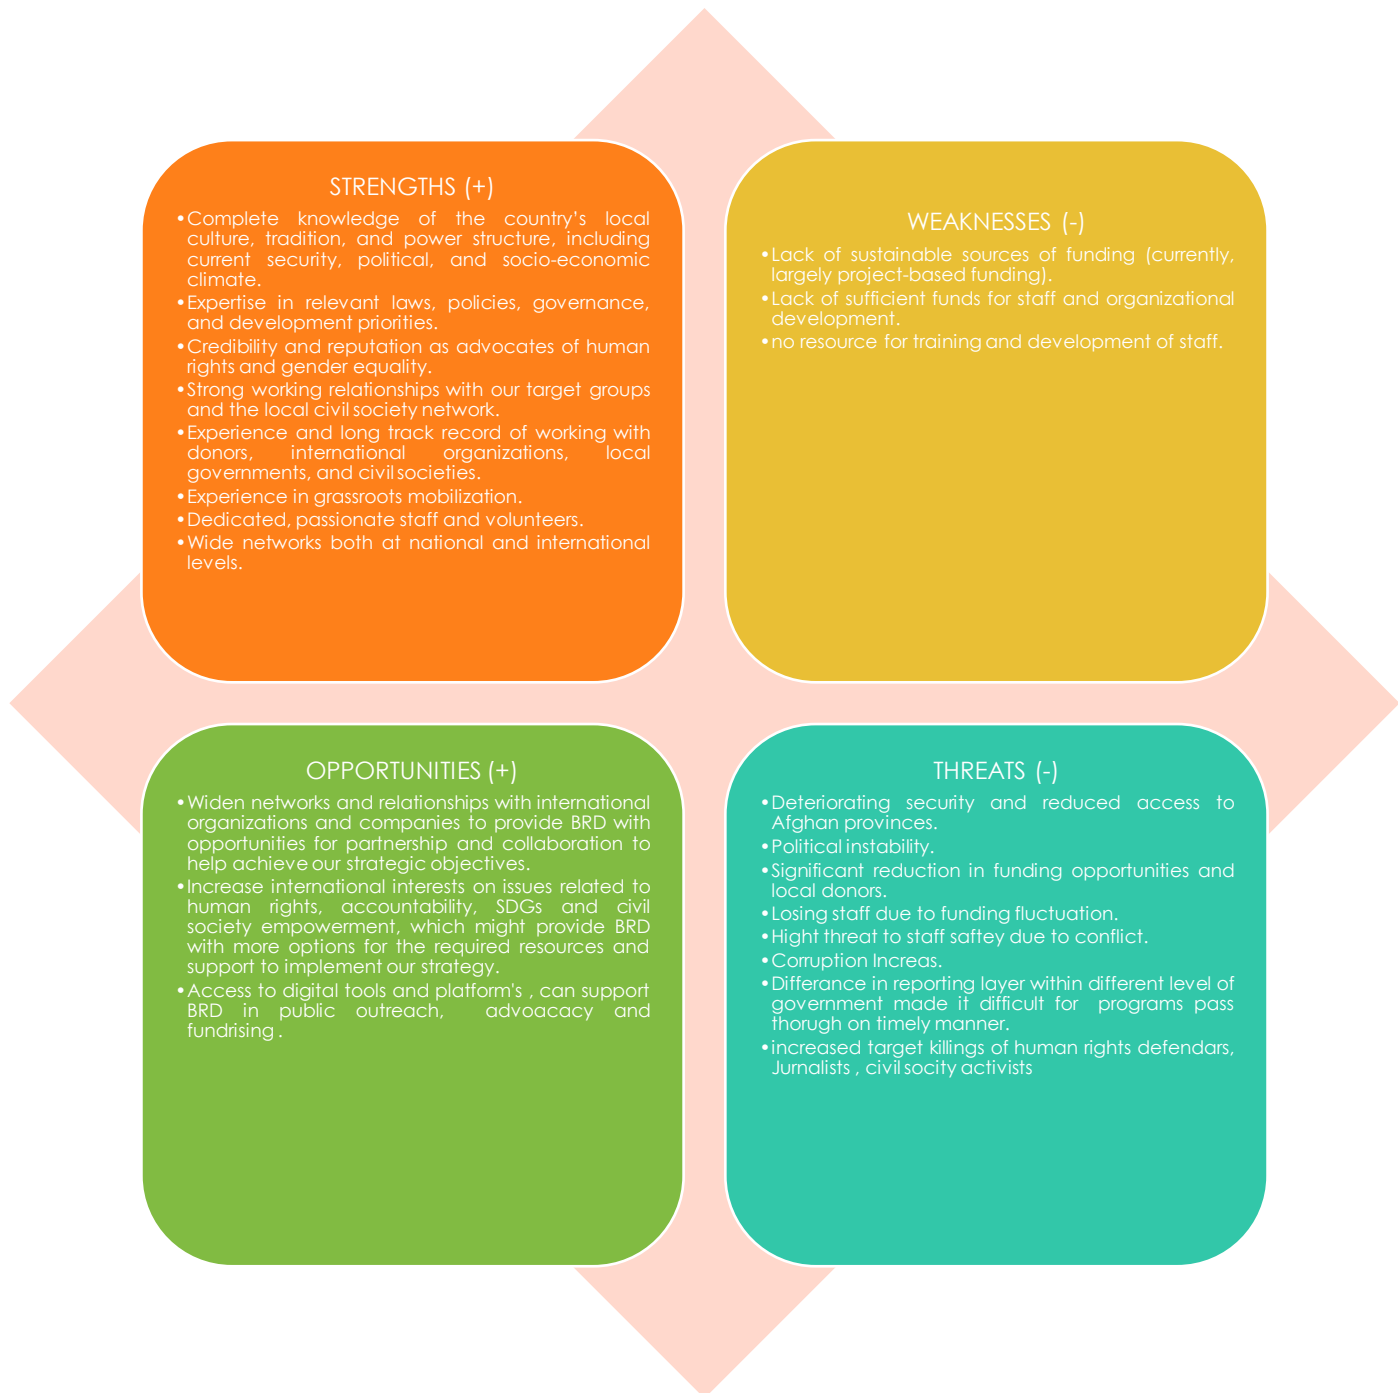 STRENGTHS (+)
•Complete knowledge of the country's local
culture, tradition, and power structure, including
current security, political, and socio-economic
climate.
•Expertise in relevant laws, policies, governance,
and development priorities.
•Credibility and reputation as advocates of human
rights and gender equality.
•Strong working relationships with our target groups
and the local civil society network.
•Experience and long track record of working with
donors, international organizations, local
governments, and civil societies.
•Experience in grassroots mobilization.
•Dedicated, passionate staff and volunteers.
•Wide networks both at national and international
levels.
WEAKNESSES (-)
•Lack of sustainable sources of funding (currently,
largely project-based funding).
•Lack of sufficient funds for staff and organizational
development.
•no resource for training and development of staff.
OPPORTUNITIES (+)
•Widen networks and relationships with international
organizations and companies to provide BRD with
opportunities for partnership and collaboration to
help achieve our strategic objectives.
•Increase international interests on issues related to
human rights, accountability, SDGs and civil
society empowerment, which might provide BRD
with more options for the required resources and
support to implement our strategy.
•Access to digital tools and platform's , can support
BRD in public outreach, advoacacy and
fundrising .
THREATS (-)
•Deteriorating security and reduced access to
Afghan provinces.
•Political instability.
•Significant reduction in funding opportunities and
local donors.
•Losing staff due to funding fluctuation.
•Hight threat to staff saftey due to conflict.
•Corruption Increas.
•Differance in reporting layer within different level of
government made it difficult for programs pass
thorugh on timely manner.
•increased target killings of human rights defendars,
Jurnalists , civil socity activists